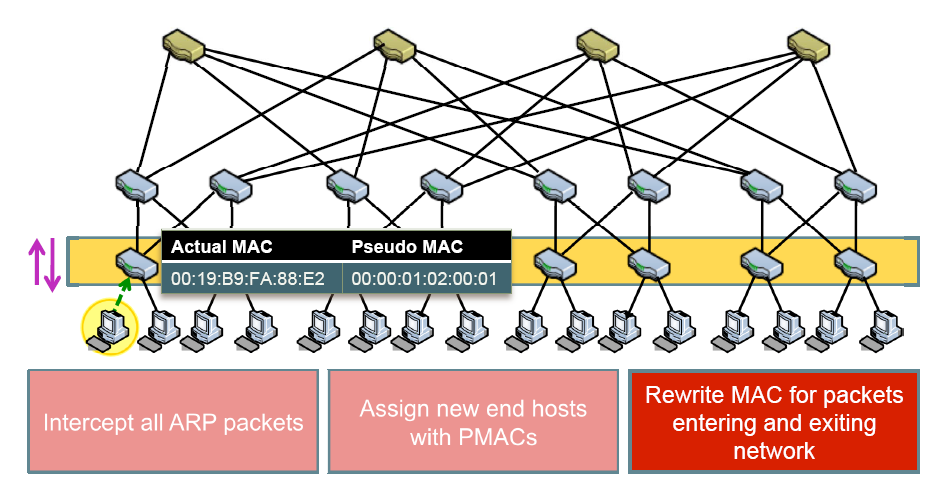 Actual MAC Pseudo MAC
00:19:B9:FA:88:E2 00:00:01:02:00:01
Intercept all ARP packets
Assign new end hosts
with PMACs
Rewrite MAC for packets
entering and exiting
network